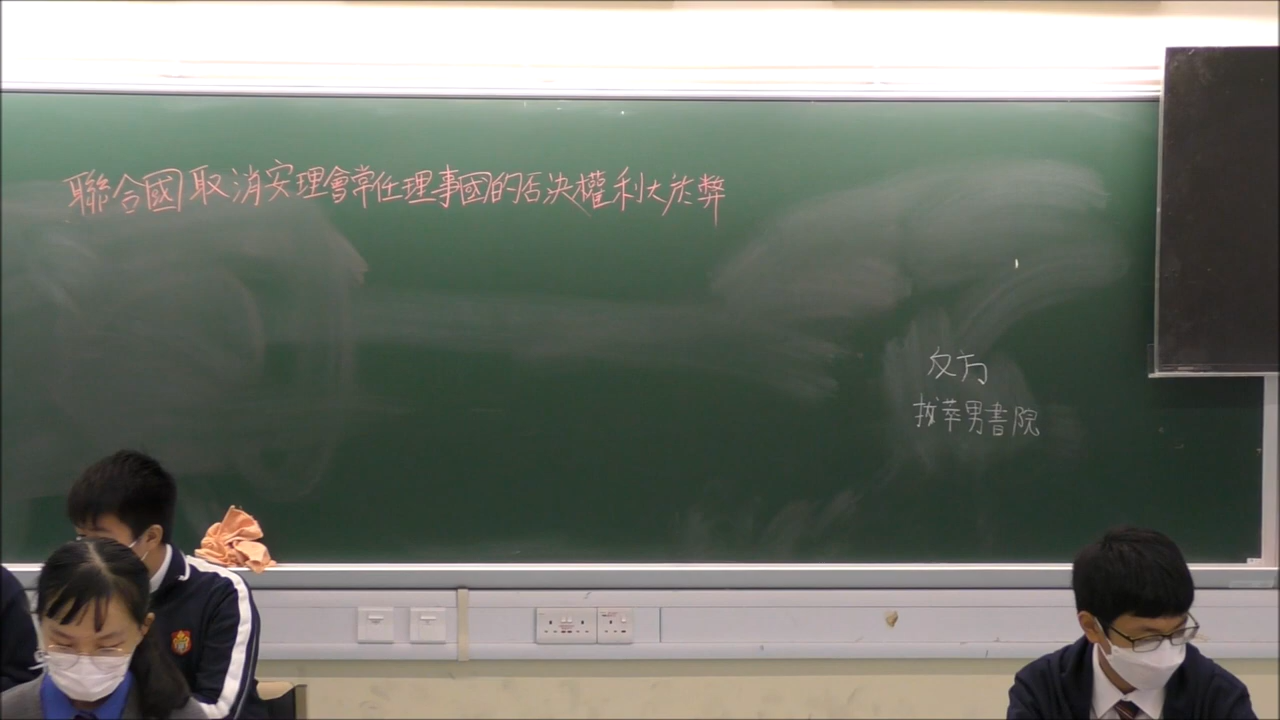 聯合國取消安理會常任理事國的否決權利大於弊
反方
拔萃男書院